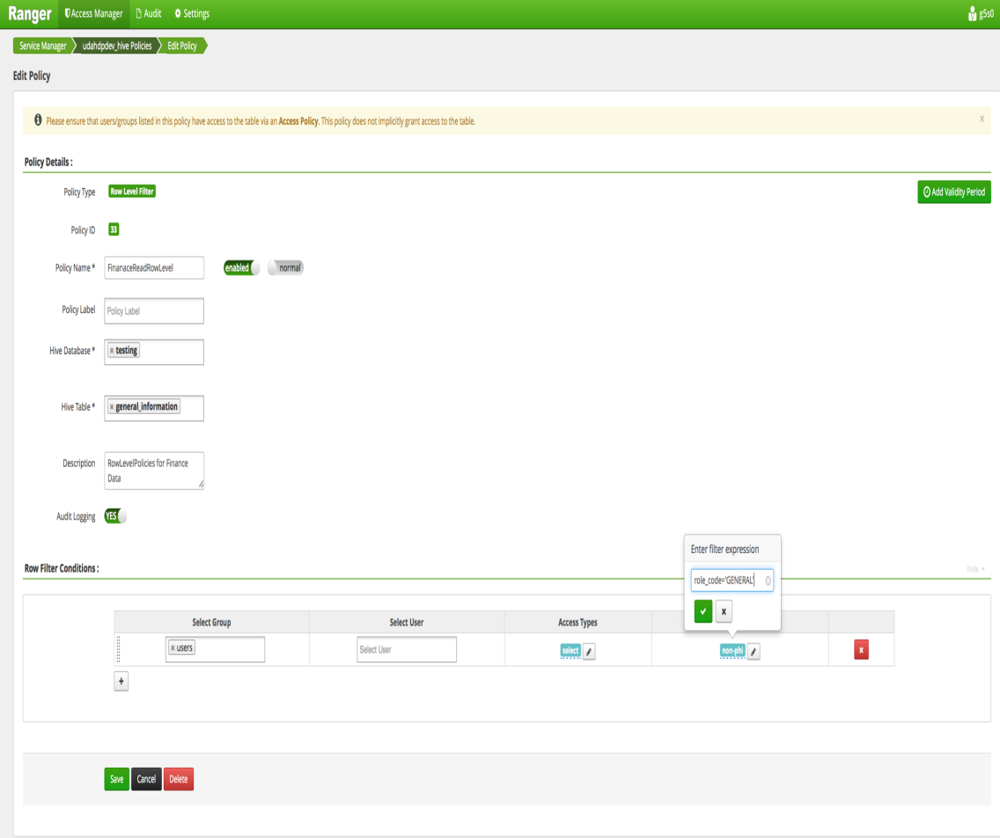 Ranger Access Manager Audit Settings g5s0
Service Manager udahdpdev_hive Policies Edit Policy
Edit Policy
Please ensure that users/groups listed in this policy have access to the table via an Access Policy. This policy does not implicitly grant access to the table. x
Policy Details :
Policy Type Row Level Filter Add Validity Period
Policy ID 33
Policy Name * FinanaceReadRowLevel enabled normal
Policy Label Policy Label
Hive Database * × testing
Hive Table * × general_information
Description RowLevelPolicies for Finance
Data
Audit Logging YES
Row Filter Conditions : hide
Enter filter expression
role_code='GENERAL'
x
Select Group Select User Access Types
× users Select User select non-phi x
+
Save Cancel Delete